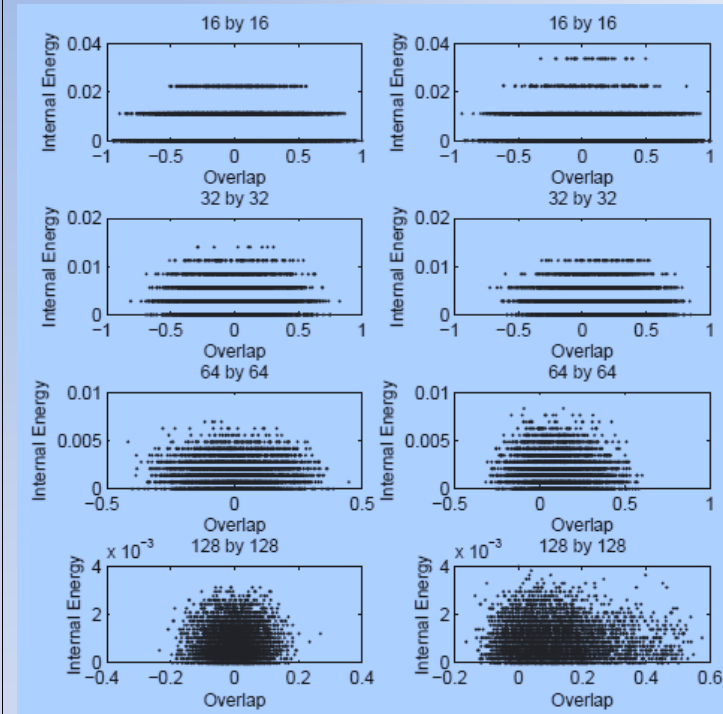 16 by 16
Internal Energy
0.04
0.02
0
−1 −0.5 0 0.5 1
Overlap
16 by 16
Internal Energy
0.04
0.02
0
−1 −0.5 0 0.5 1
Overlap
32 by 32
Internal Energy
0.02
0.01
0
−1 −0.5 0 0.5 1
Overlap
32 by 32
Internal Energy
0.02
0.01
0
−1 −0.5 0 0.5 1
Overlap
64 by 64
Internal Energy
0.01
0.005
0
−0.5 0 0.5
Overlap
64 by 64
Internal Energy
0.01
0.005
0
−0.5 0 0.5 1
Overlap
x 10⁻³
128 by 128
Internal Energy
4
2
0
−0.4 −0.2 0 0.2 0.4
Overlap
x 10⁻³
128 by 128
Internal Energy
4
2
0
−0.2 0 0.2 0.4 0.6
Overlap